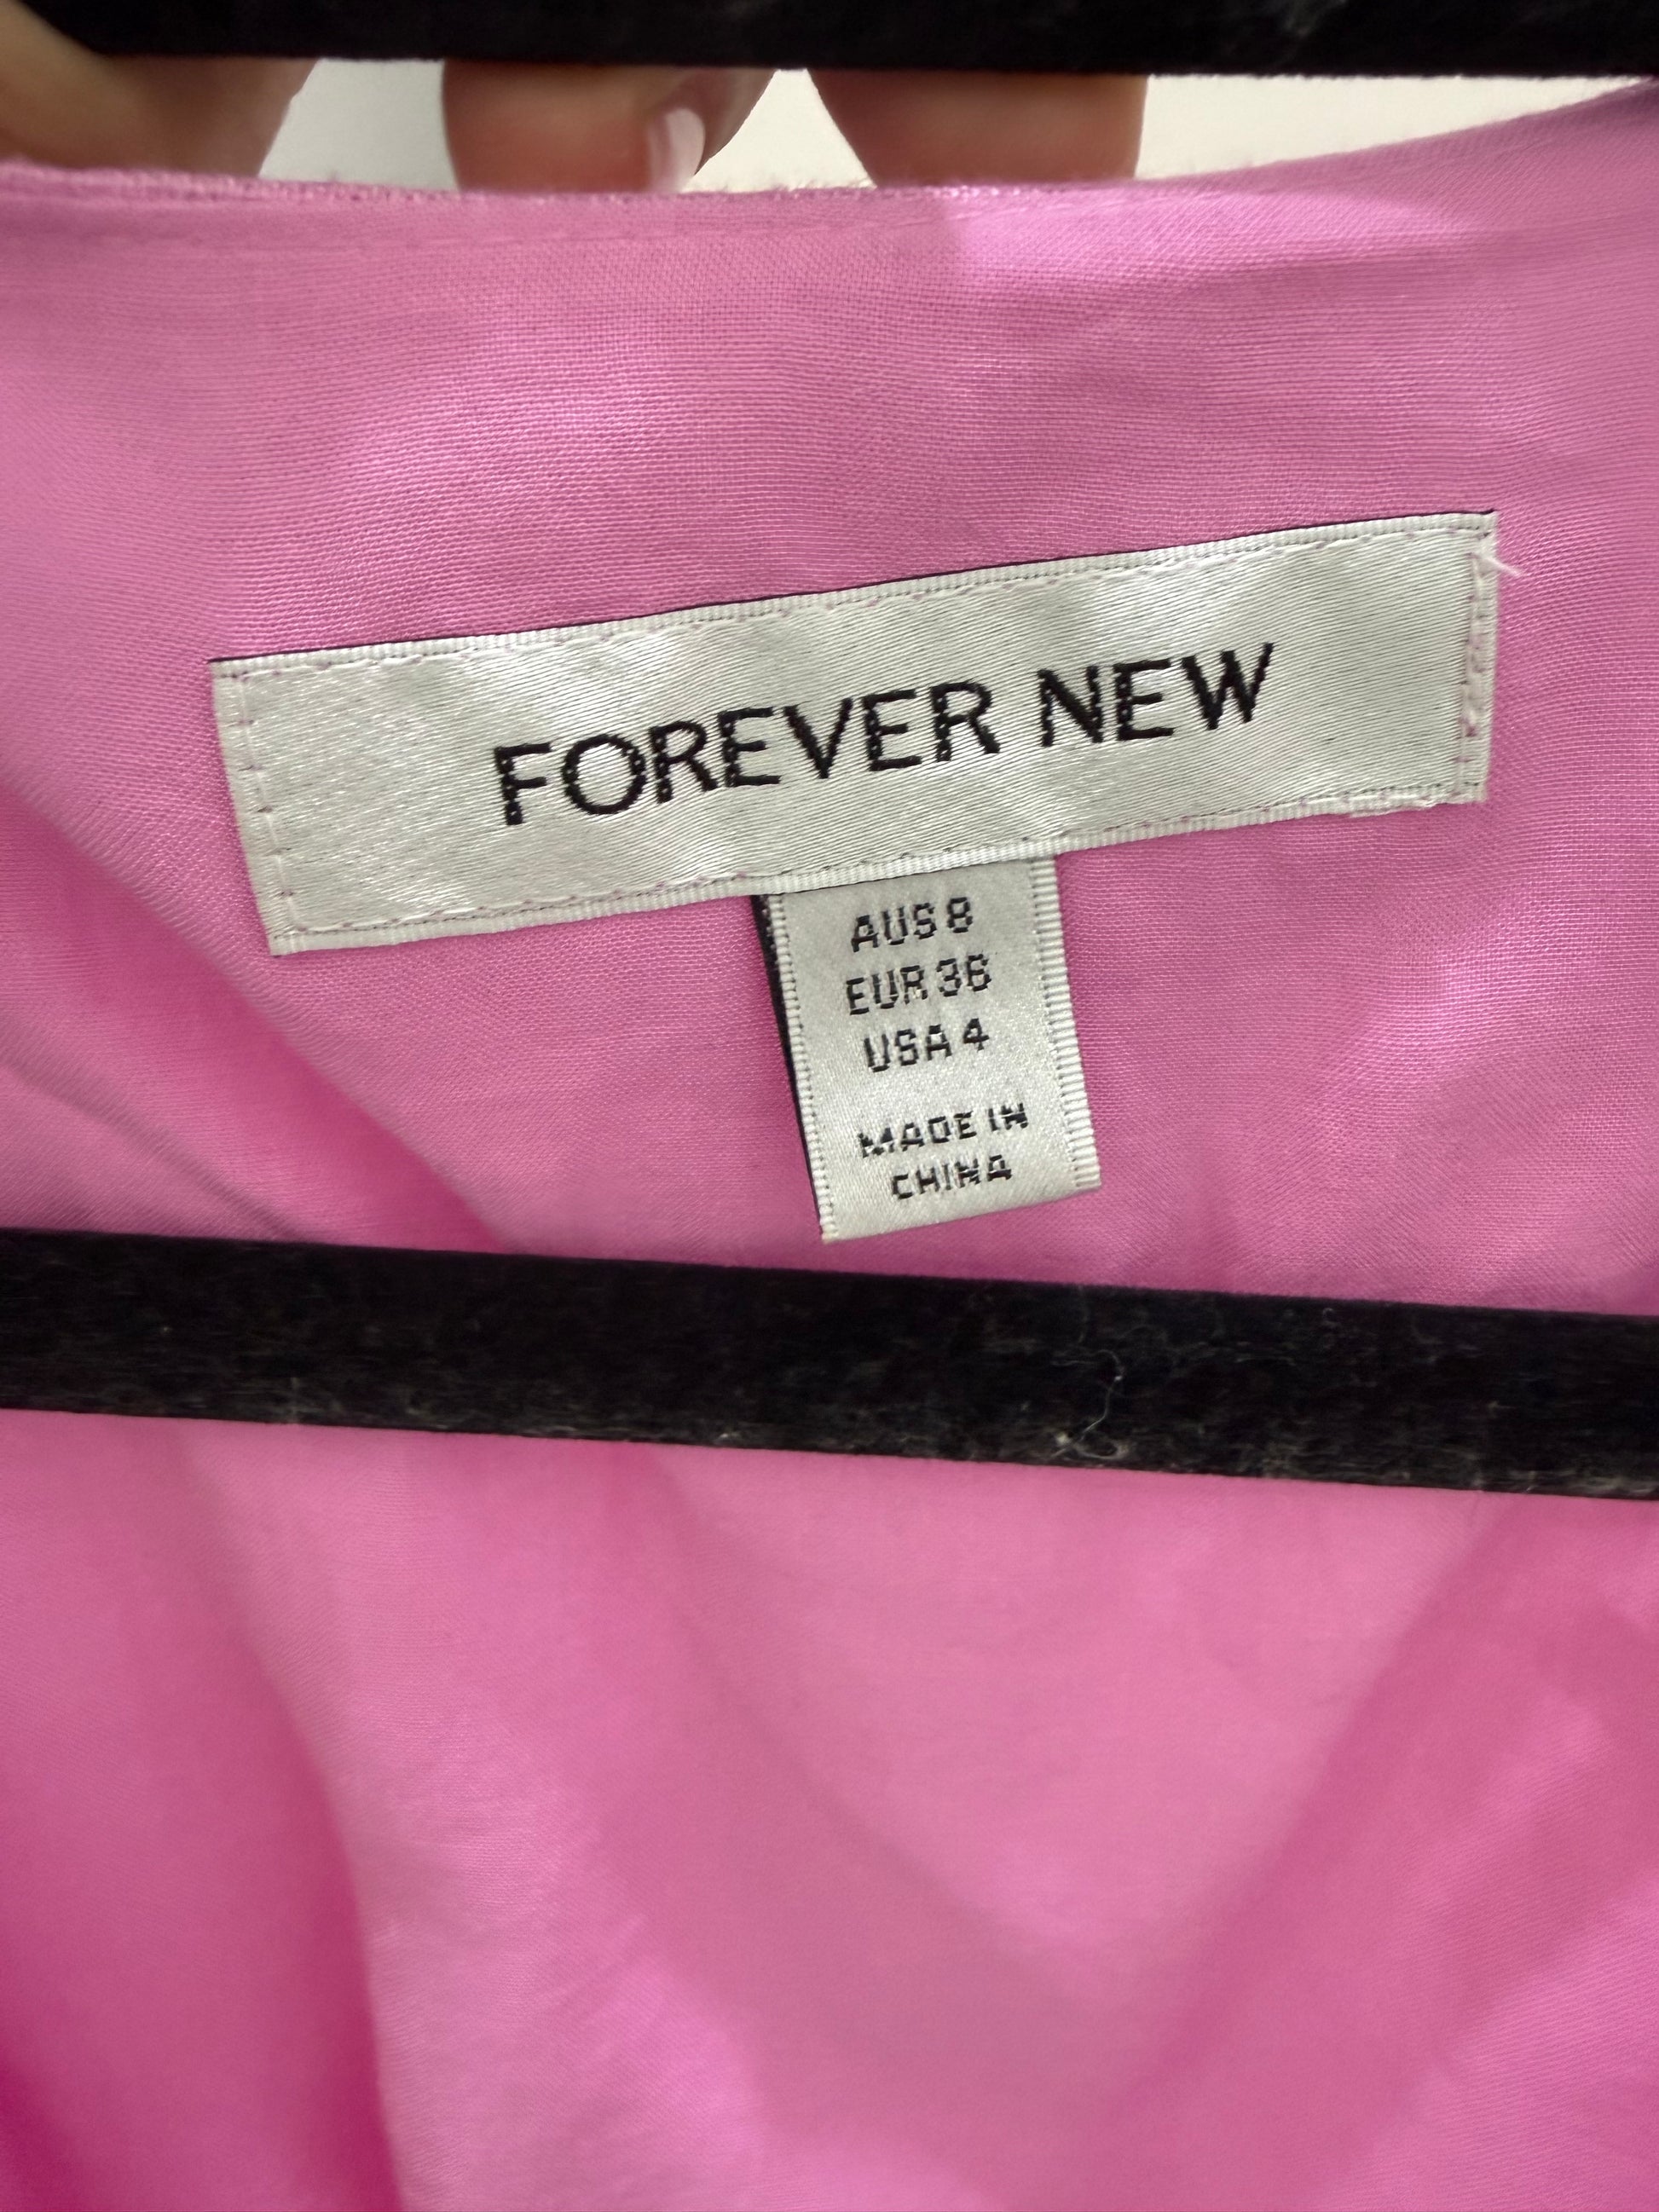 FOREVER NEW
AUS 8
EUR 36
USA 4
MADE IN
CHINA